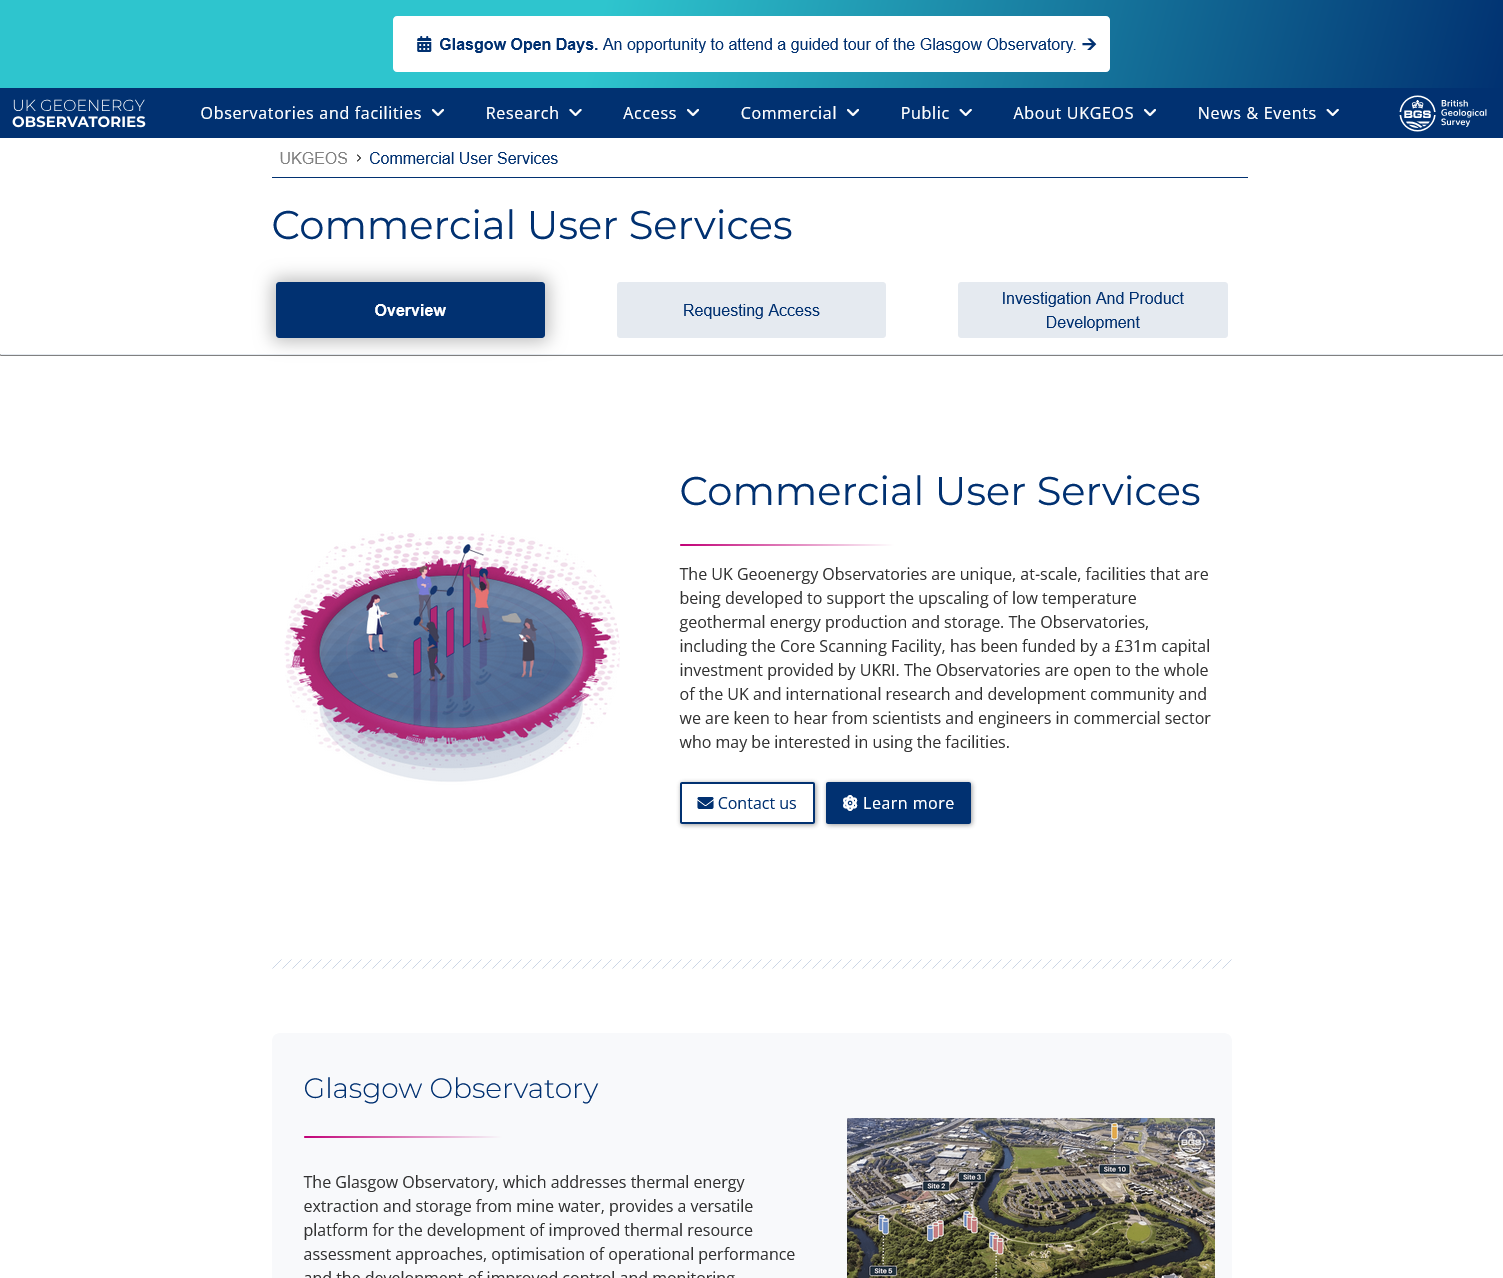 Glasgow Open Days. An opportunity to attend a guided tour of the Glasgow Observatory.
UK GEOENERGY
OBSERVATORIES
Observatories and facilities
Research
Access
Commercial
Public
About UKGEOS
News & Events
BGS
British
Geological
Survey
UKGEOS › Commercial User Services
Commercial User Services
Overview
Requesting Access
Investigation And Product
Development
Commercial User Services
The UK Geoenergy Observatories are unique, at-scale, facilities that are
being developed to support the upscaling of low temperature
geothermal energy production and storage. The Observatories,
including the Core Scanning Facility, has been funded by a £31m capital
investment provided by UKRI. The Observatories are open to the whole
of the UK and international research and development community and
we are keen to hear from scientists and engineers in commercial sector
who may be interested in using the facilities.
Contact us
Learn more
Glasgow Observatory
The Glasgow Observatory, which addresses thermal energy
extraction and storage from mine water, provides a versatile
platform for the development of improved thermal resource
assessment approaches, optimisation of operational performance
and the development of improved control and monitoring
BGS
Site 10
Site 3
Site 2
Site 5